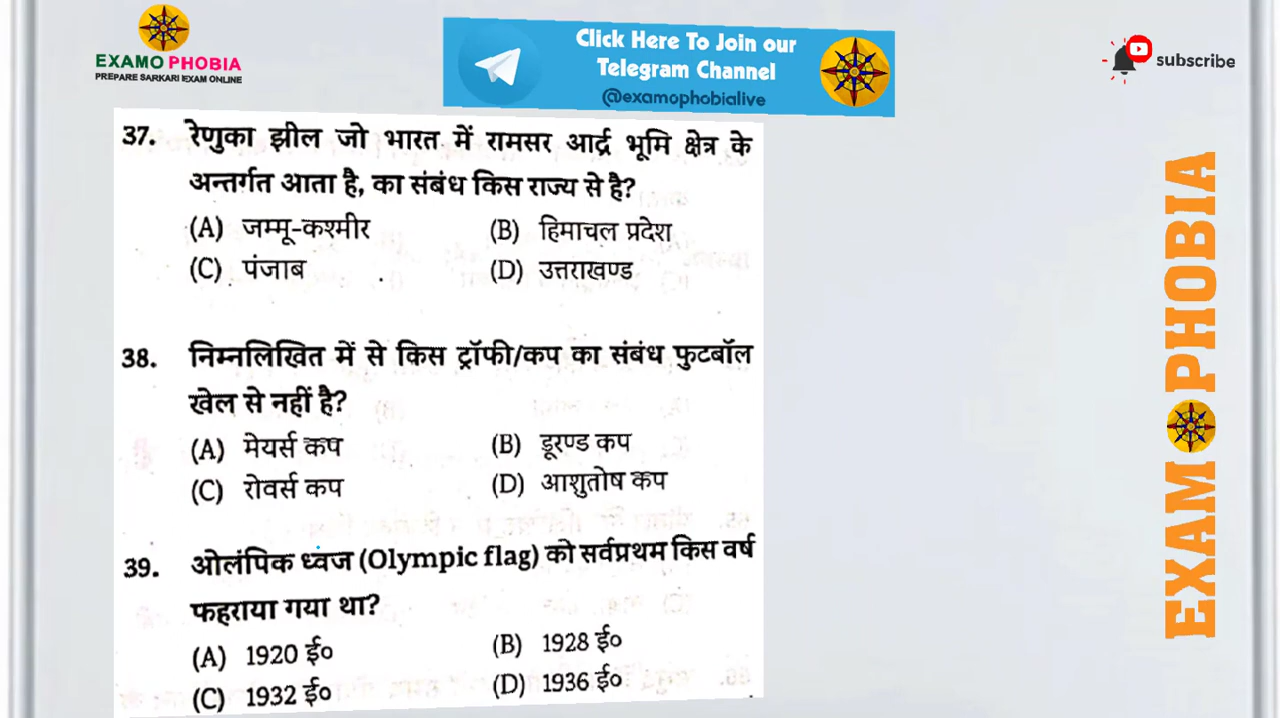 EXAMO PHOBIA
PREPARE SARKARI EXAM ONLINE
Click Here To Join our
Telegram Channel
@examophobialive
subscribe
37. रेणुका झील जो भारत में रामसर आर्द्र भूमि क्षेत्र के
अन्तर्गत आता है, का संबंध किस राज्य से है?
(A) जम्मू-कश्मीर (B) हिमाचल प्रदेश
(C) पंजाब (D) उत्तराखण्ड
38. निम्नलिखित में से किस ट्रॉफी/कप का संबंध फुटबॉल
खेल से नहीं है?
(A) मेयर्स कप (B) डूरण्ड कप
(C) रोवर्स कप (D) आशुतोष कप
39. ओलंपिक ध्वज (Olympic flag) को सर्वप्रथम किस वर्ष
फहराया गया था?
(A) 1920 ई० (B) 1928 ई०
(C) 1932 ई० (D) 1936 ई०
EXAMOPHOBIA